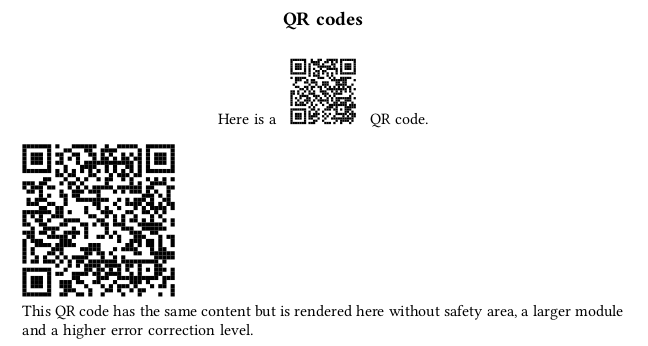 QR codes
Here is a QR code.
This QR code has the same content but is rendered here without safety area, a larger module
and a higher error correction level.